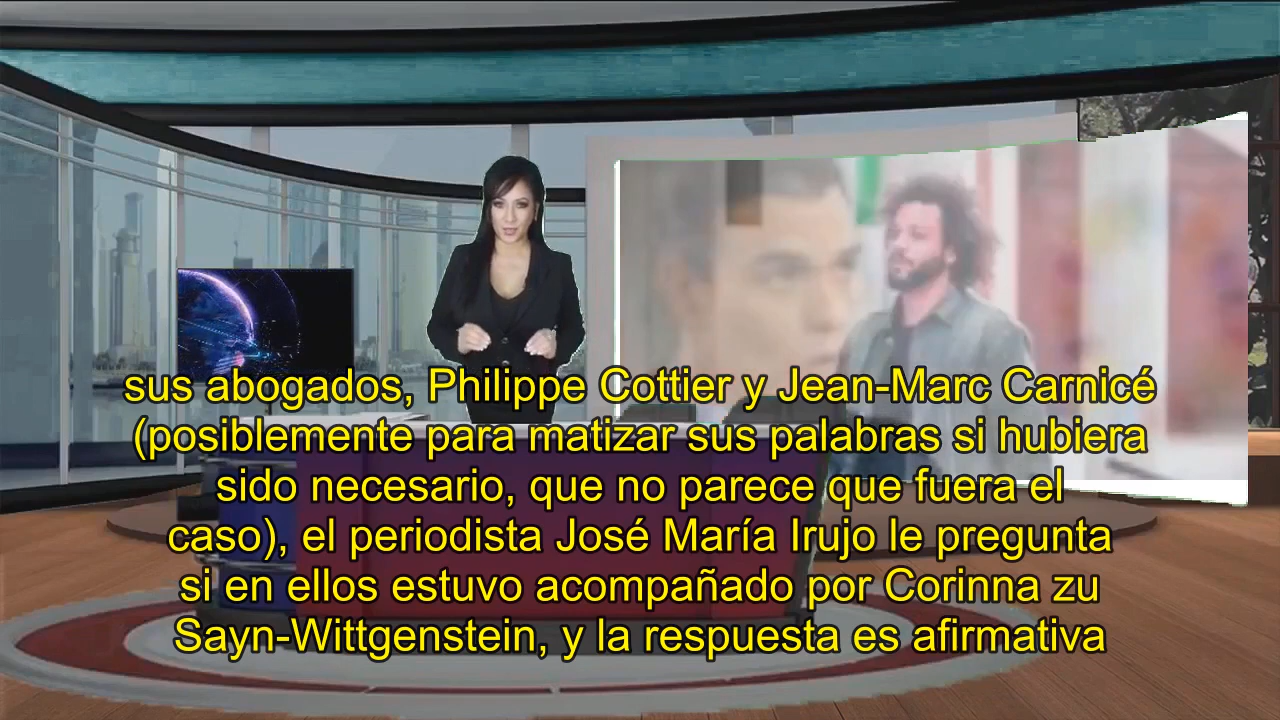 sus abogados, Philippe Cottier y Jean-Marc Carnicé
(posiblemente para matizar sus palabras si hubiera
sido necesario, que no parece que fuera el
caso), el periodista José María Irujo le pregunta
si en ellos estuvo acompañado por Corinna zu
Sayn-Wittgenstein, y la respuesta es afirmativa